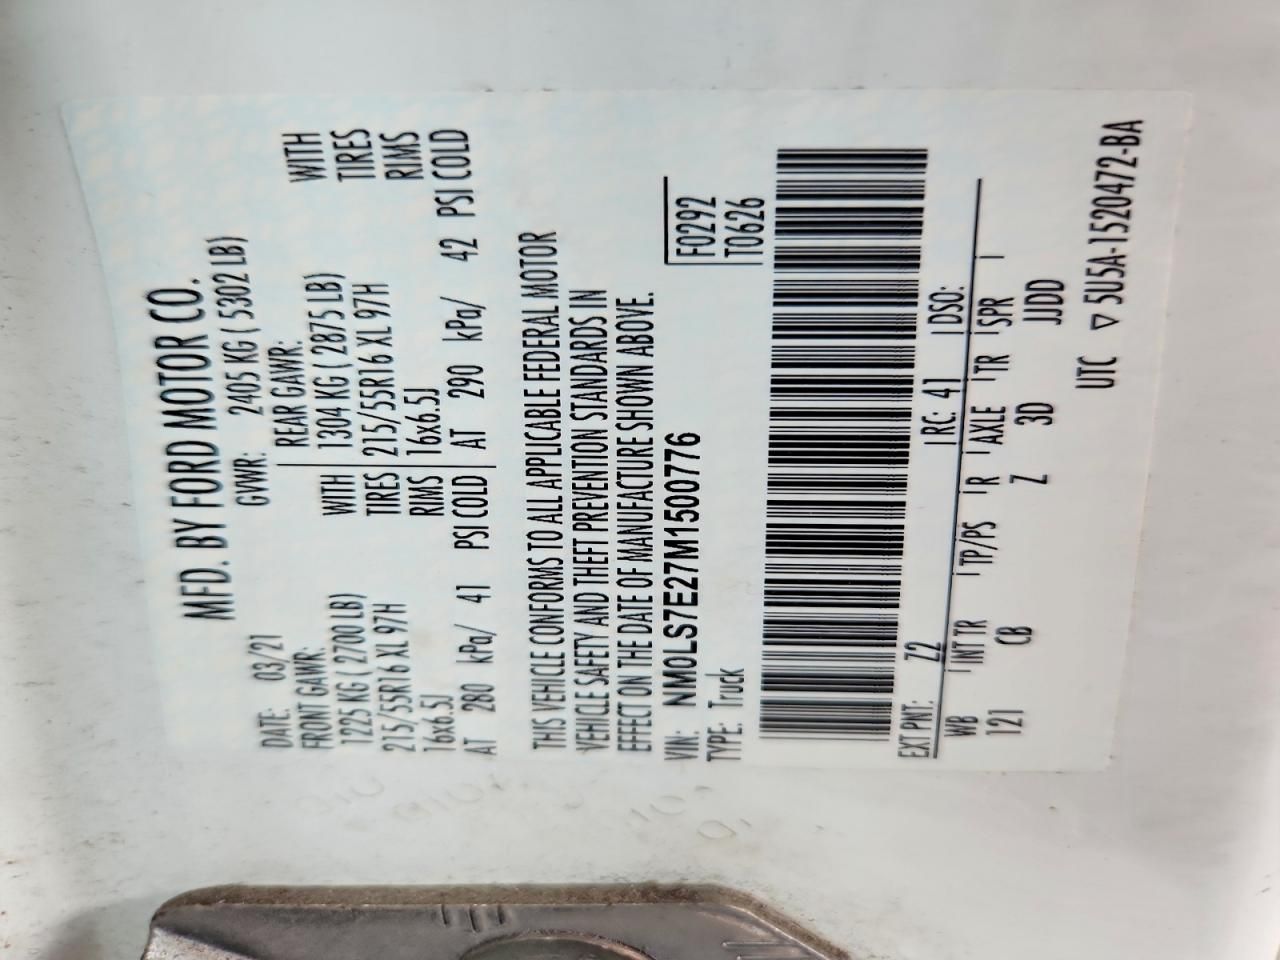 MFD. BY FORD MOTOR CO.
DATE: 03/21 GVWR: 2405 KG ( 5302 LB)
FRONT GAWR: REAR GAWR:
1225 KG ( 2700 LB) WITH 1304 KG ( 2875 LB) WITH
215/55R16 XL 97H TIRES 215/55R16 XL 97H TIRES
16x6.5J RIMS 16x6.5J RIMS
AT 280 kPa/ 41 PSI COLD AT 290 kPa/ 42 PSI COLD
THIS VEHICLE CONFORMS TO ALL APPLICABLE FEDERAL MOTOR
VEHICLE SAFETY AND THEFT PREVENTION STANDARDS IN
EFFECT ON THE DATE OF MANUFACTURE SHOWN ABOVE.
VIN: NM0LS7E27M1500776 F0292
TYPE: Truck T0626
EXT PNT: Z2 RC: 41 DSO:
WB INT TR TP/PS R AXLE TR SPR
121 CB Z 3D JJDD
UTC ▽ 5U5A-1520472-BA